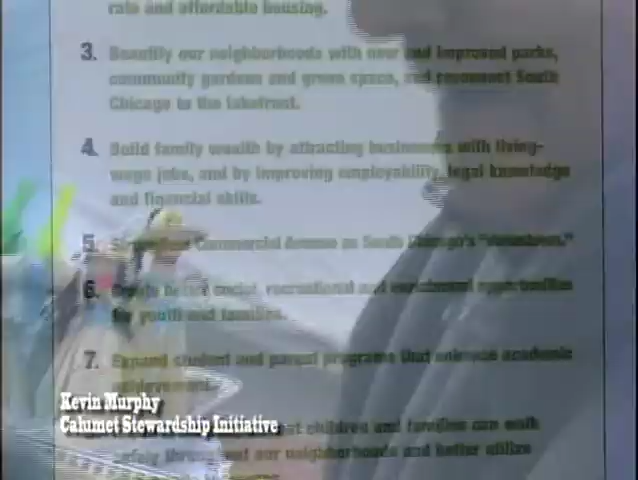 rate and affordable housing.
3. Beautify our neighborhoods with new and improved parks,
community gardens and green space, and reconnect South
Chicago to the lakefront.
4. Build family wealth by attracting businesses with living-
wage jobs, and by improving employability, legal knowledge
and financial skills.
5. Commercial Avenue as South Chicago's "downtown."
6. Create better social, recreational and enrichment opportunities
for youth and families.
7. Expand student and parent programs that enhance academic
achievement.
Kevin Murphy
Calumet Stewardship Initiative
at children and families can walk
safely throughout our neighborhoods and better utilize